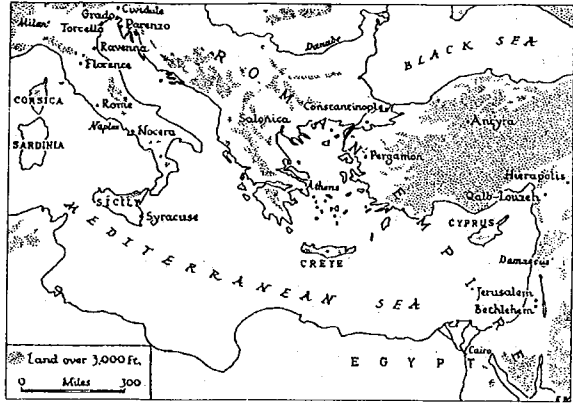 Cividale
Grado
Milan
Torcello
Parenzo
Ravenna
Florence
Danube
BLACK SEA
ROMAN EMPIRE
CORSICA
Rome
Constantinople
Ancyra
Naples
Nocera
Salonica
SARDINIA
Pergamon
Hierapolis
Athens
Qalb-Louzeh
SICILY
Syracuse
CYPRUS
MEDITERRANEAN SEA
CRETE
Damascus
Jerusalem
Bethlehem
Land over 3,000 ft.
0 Miles 300
EGYPT
Cairo